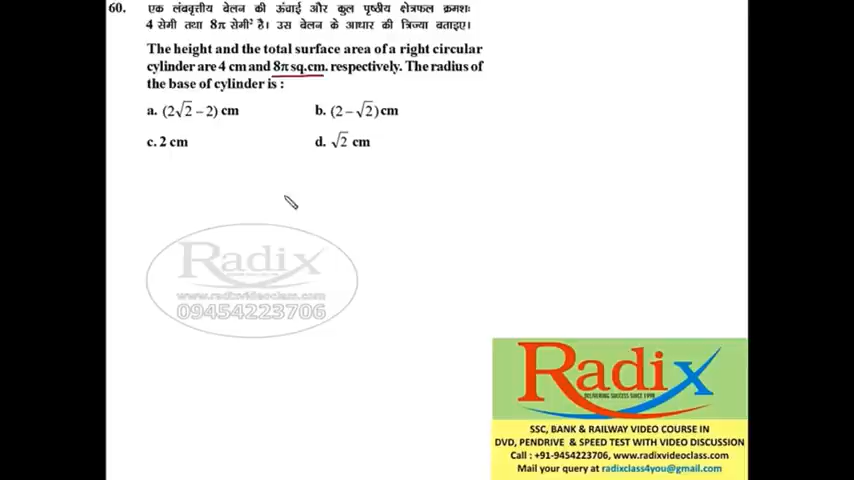 60. एक लंबवृत्तीय बेलन की ऊंचाई और कुल पृष्ठीय क्षेत्रफल क्रमशः
4 सेमी तथा 8π सेमी² है। उस बेलन के आधार की त्रिज्या बताइए।
The height and the total surface area of a right circular
cylinder are 4 cm and 8π sq.cm. respectively. The radius of
the base of cylinder is :
a. (2√2 – 2) cm b. (2 – √2) cm
c. 2 cm d. √2 cm
Radix
www.radixvideoclass.com
09454223706
Radix
DELIVERING SUCCESS SINCE 1998
SSC, BANK & RAILWAY VIDEO COURSE IN
DVD, PENDRIVE & SPEED TEST WITH VIDEO DISCUSSION
Call : +91-9454223706, www.radixvideoclass.com
Mail your query at radixclass4you@gmail.com